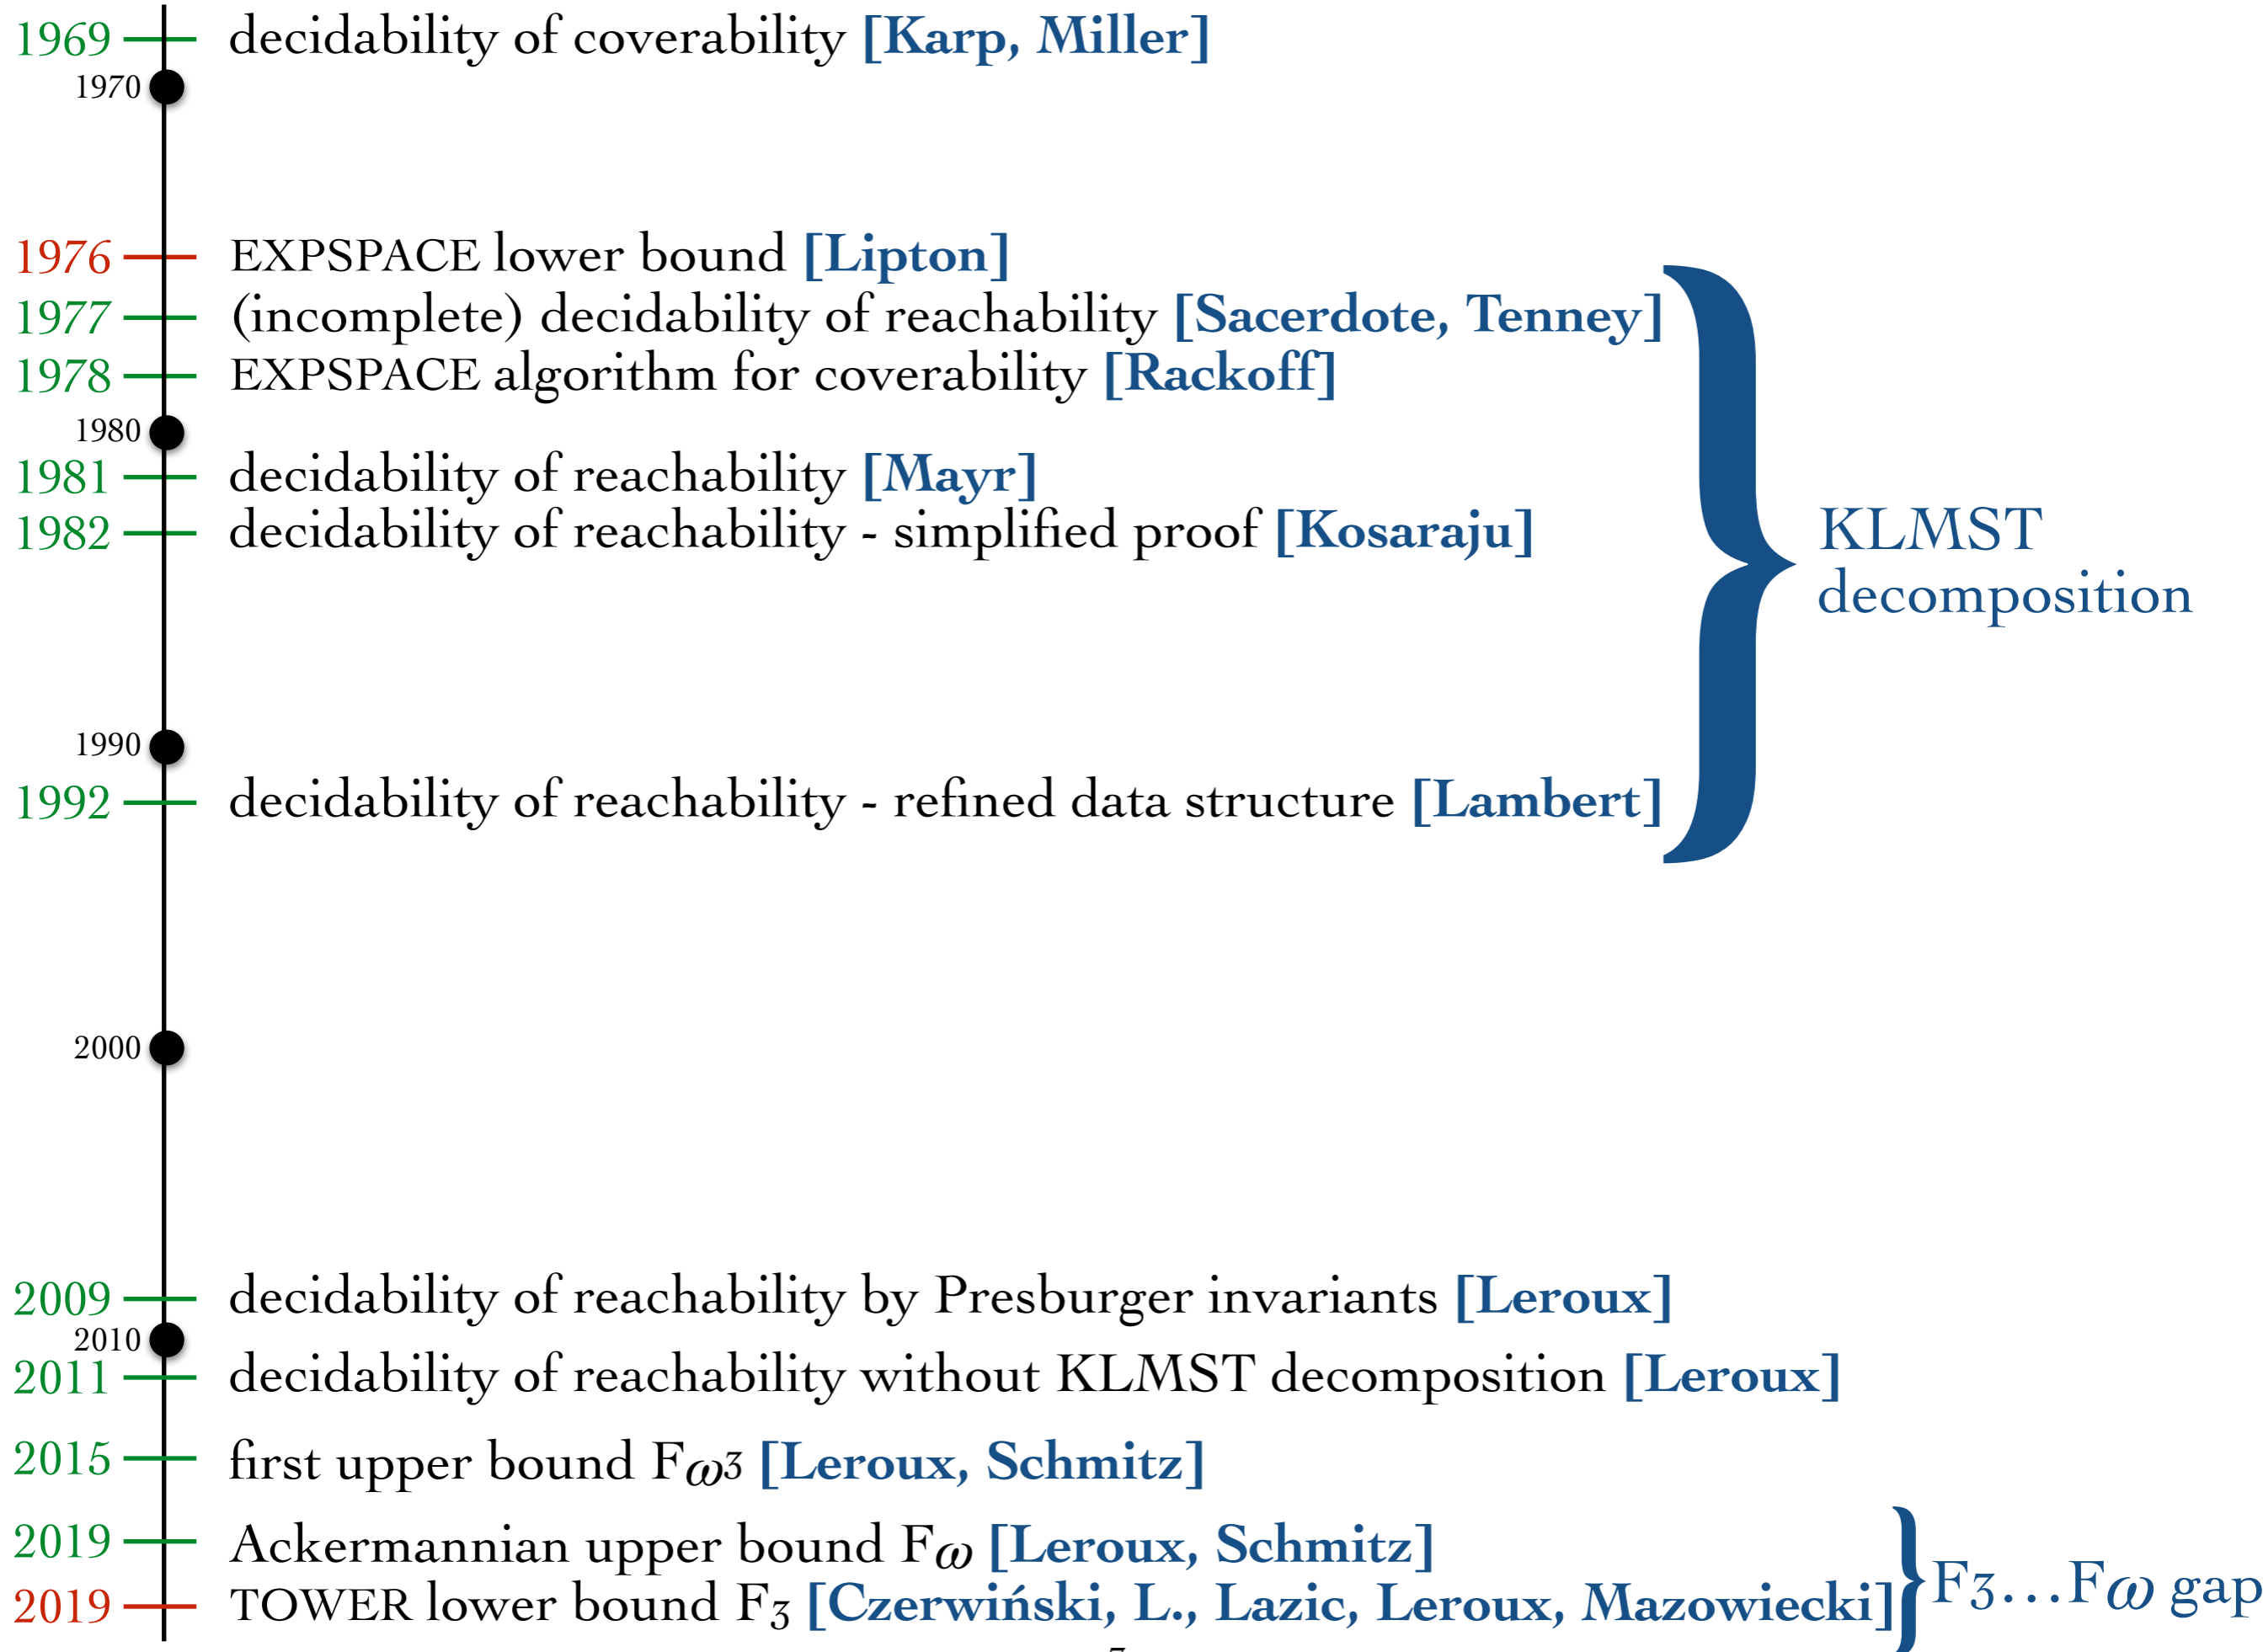 1969 decidability of coverability [Karp, Miller]
1970
1976 EXPSPACE lower bound [Lipton]
1977 (incomplete) decidability of reachability [Sacerdote, Tenney]
1978 EXPSPACE algorithm for coverability [Rackoff]
1980
1981 decidability of reachability [Mayr]
1982 decidability of reachability - simplified proof [Kosaraju]
KLMST
decomposition
1990
1992 decidability of reachability - refined data structure [Lambert]
2000
2009 decidability of reachability by Presburger invariants [Leroux]
2010
2011 decidability of reachability without KLMST decomposition [Leroux]
2015 first upper bound Fω3 [Leroux, Schmitz]
2019 Ackermannian upper bound Fω [Leroux, Schmitz]
2019 TOWER lower bound F3 [Czerwiński, L., Lazic, Leroux, Mazowiecki]
F3…Fω gap